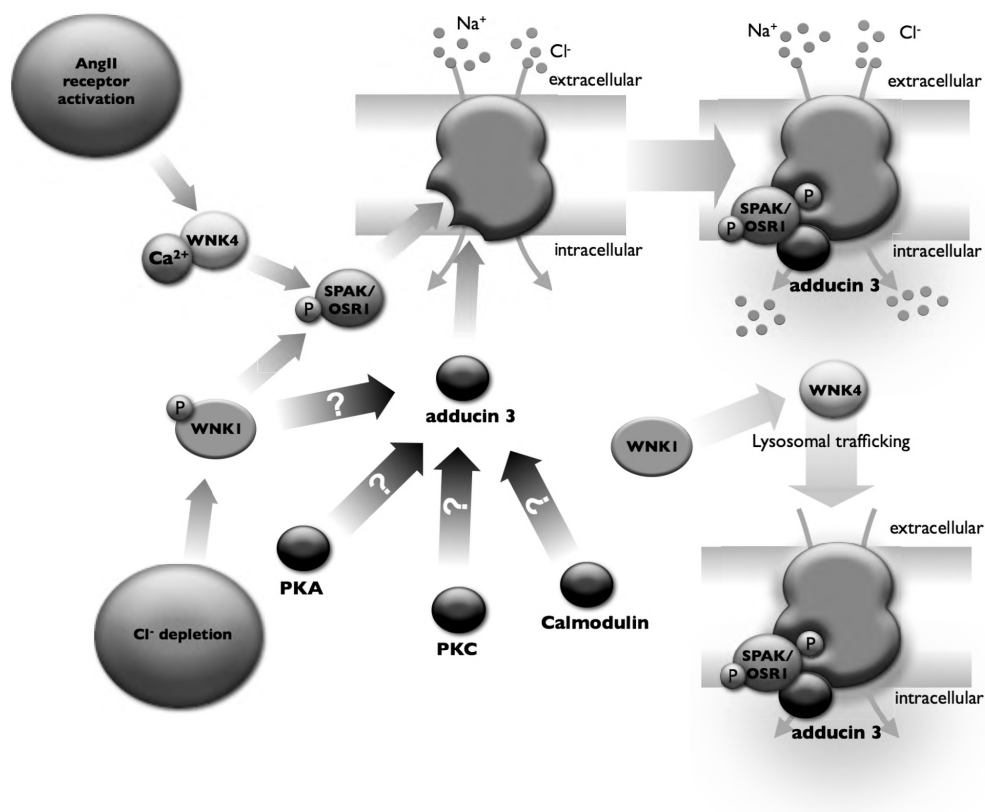 AngII
receptor
activation
Na⁺
Cl⁻
extracellular
intracellular
WNK4
Ca²⁺
SPAK/
OSR1
P
P
WNK1
?
adducin 3
?
?
?
PKA
PKC
Calmodulin
Cl⁻ depletion
Na⁺
Cl⁻
extracellular
P
SPAK/
P OSR1
intracellular
adducin 3
WNK4
WNK1
Lysosomal trafficking
extracellular
P
SPAK/
P OSR1
intracellular
adducin 3